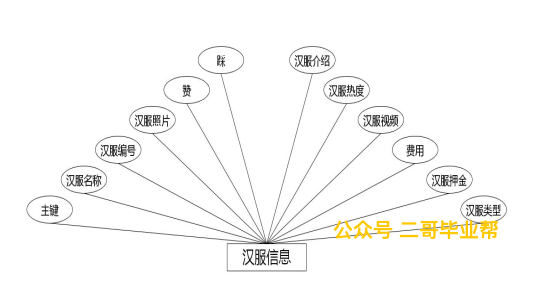 踩
汉服介绍
赞
汉服热度
汉服照片
汉服视频
汉服编号
费用
汉服名称
汉服押金
主键
汉服类型
公众号 二哥毕业帮
汉服信息